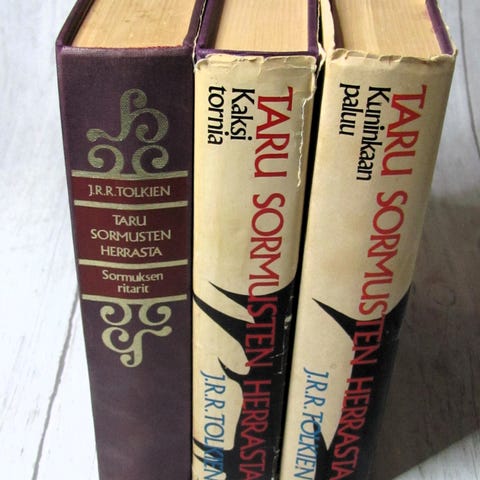 J.R.R. TOLKIEN
TARU
SORMUSTEN
HERRASTA
Sormuksen
ritarit
TARU SORMUSTEN HERRASTA
Kaksi
tornia
J.R.R. TOLKIEN
TARU SORMUSTEN HERRASTA
Kuninkaan
paluu
J.R.R. TOLKIEN